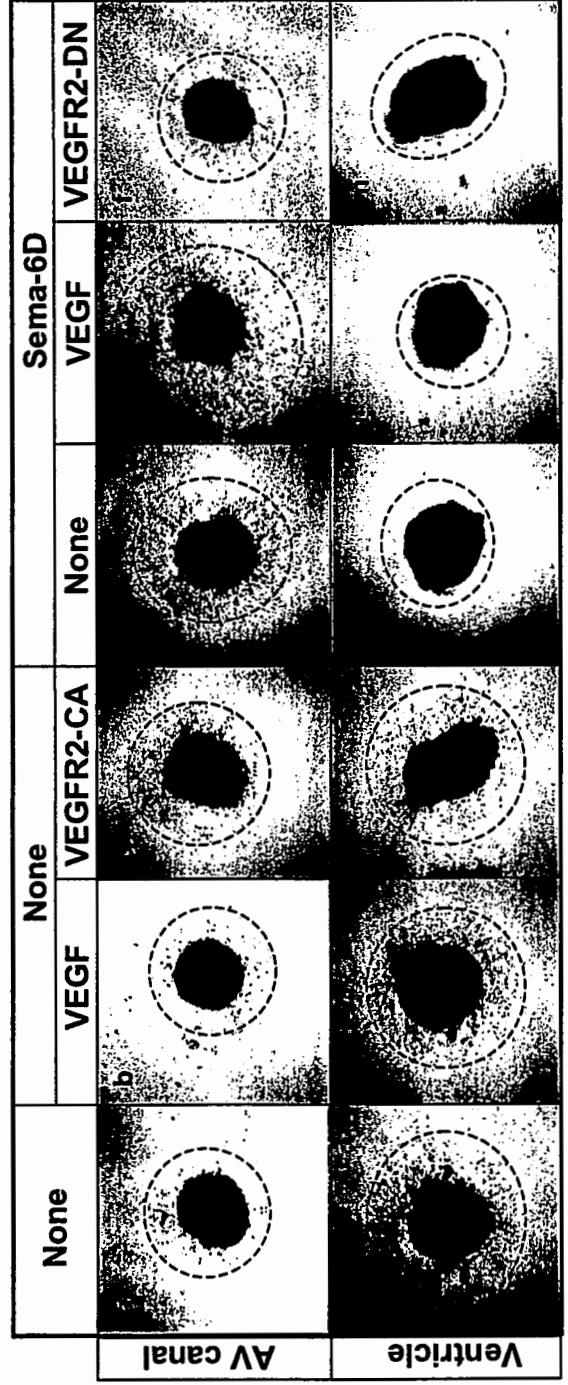 None
None
Sema-6D
VEGF
VEGFR2-CA
None
VEGF
VEGFR2-DN
AV canal
b
Ventricle